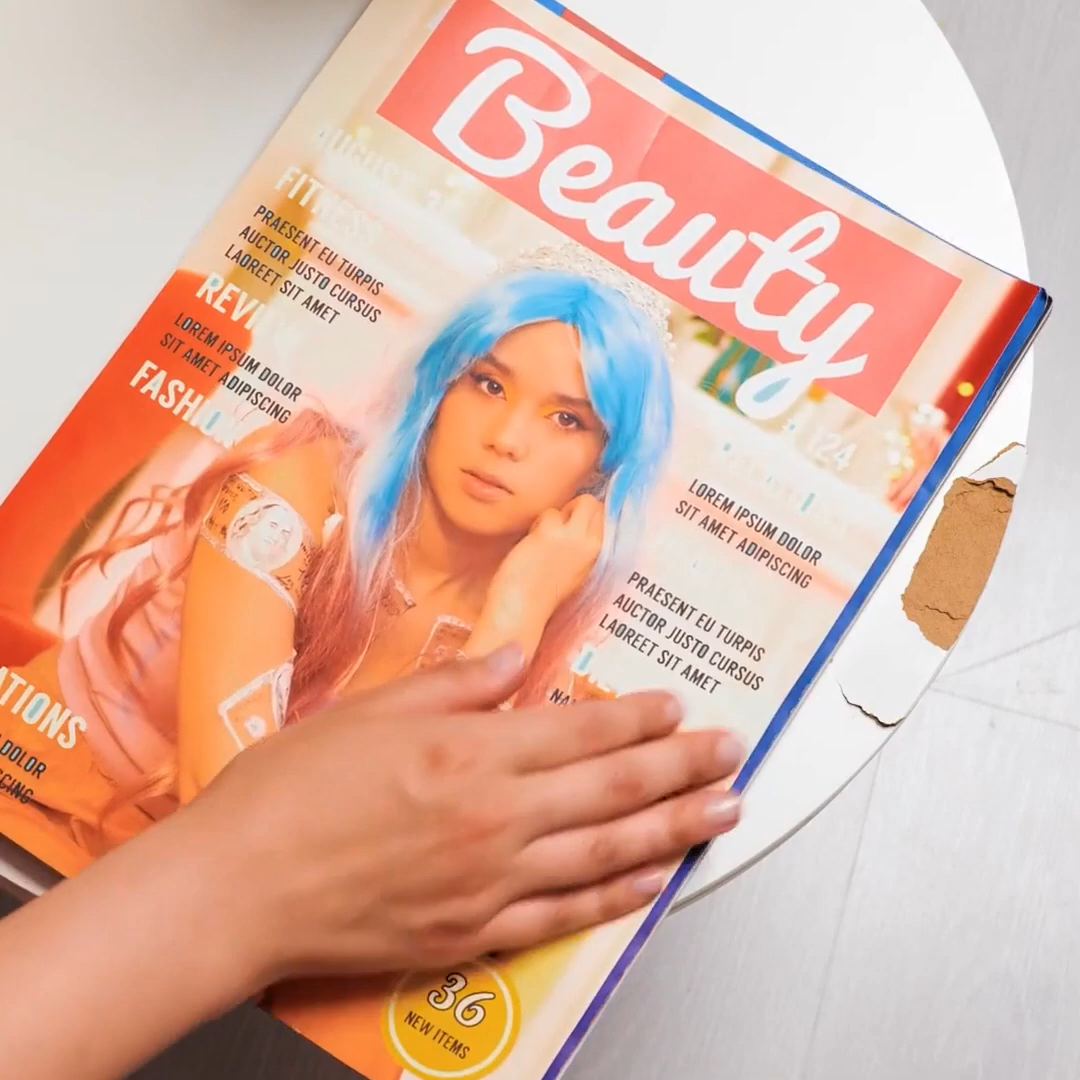 Beauty
FITNESS
PRAESENT EU TURPIS
AUCTOR JUSTO CURSUS
LAOREET SIT AMET
LOREM IPSUM DOLOR
SIT AMET ADIPISCING
FASHION
124
LOREM IPSUM DOLOR
SIT AMET ADIPISCING
PRAESENT EU TURPIS
AUCTOR JUSTO CURSUS
LAOREET SIT AMET
ATIONS
DOLOR
SCING
36
NEW ITEMS